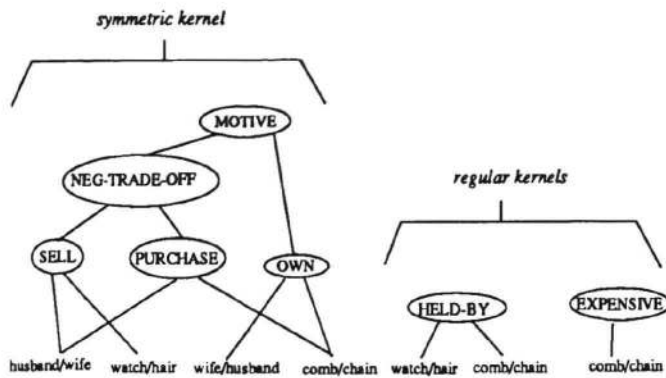 symmetric kernel
MOTIVE
NEG-TRADE-OFF
regular kernels
SELL
PURCHASE
OWN
HELD-BY
EXPENSIVE
husband/wife
watch/hair
wife/husband
comb/chain
watch/hair
comb/chain
comb/chain